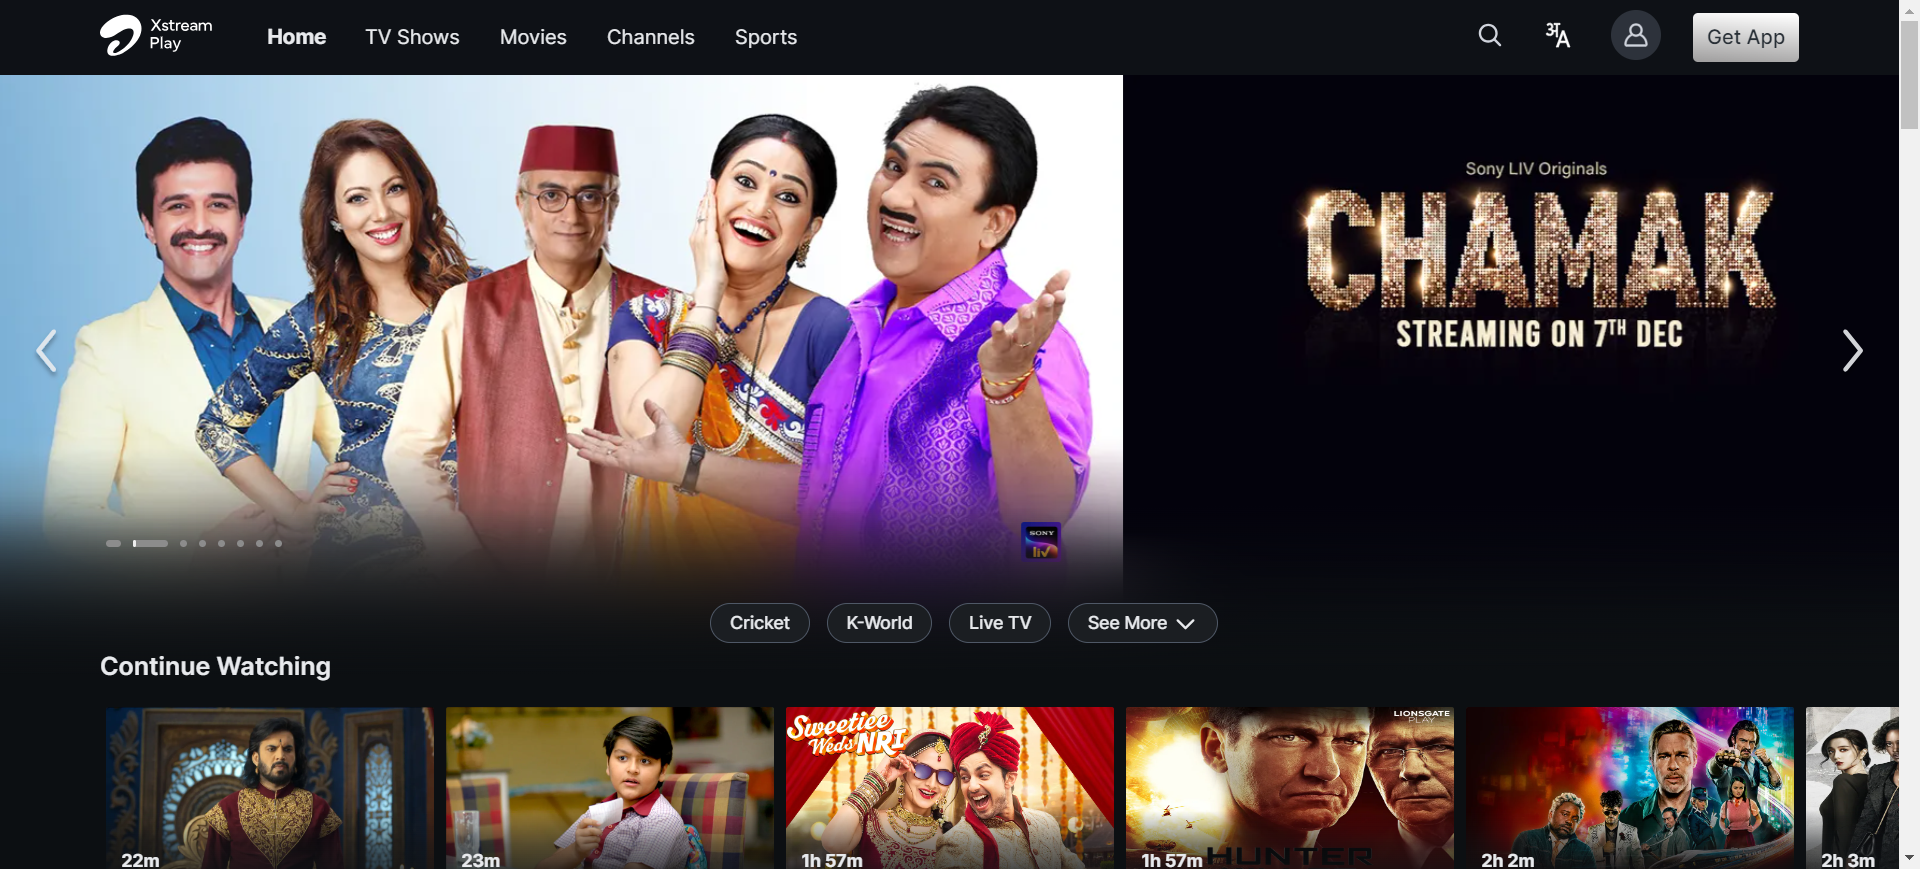 Xstream
Play
Home
TV Shows
Movies
Channels
Sports
अA
Get App
Sony LIV Originals
CHAMAK
STREAMING ON 7TH DEC
SONY
liv
Cricket
K-World
Live TV
See More
Continue Watching
22m
23m
Sweetiee
Weds NRI
1h 57m
LIONSGATE
PLAY
HUNTER
1h 57m
2h 2m
2h 3m